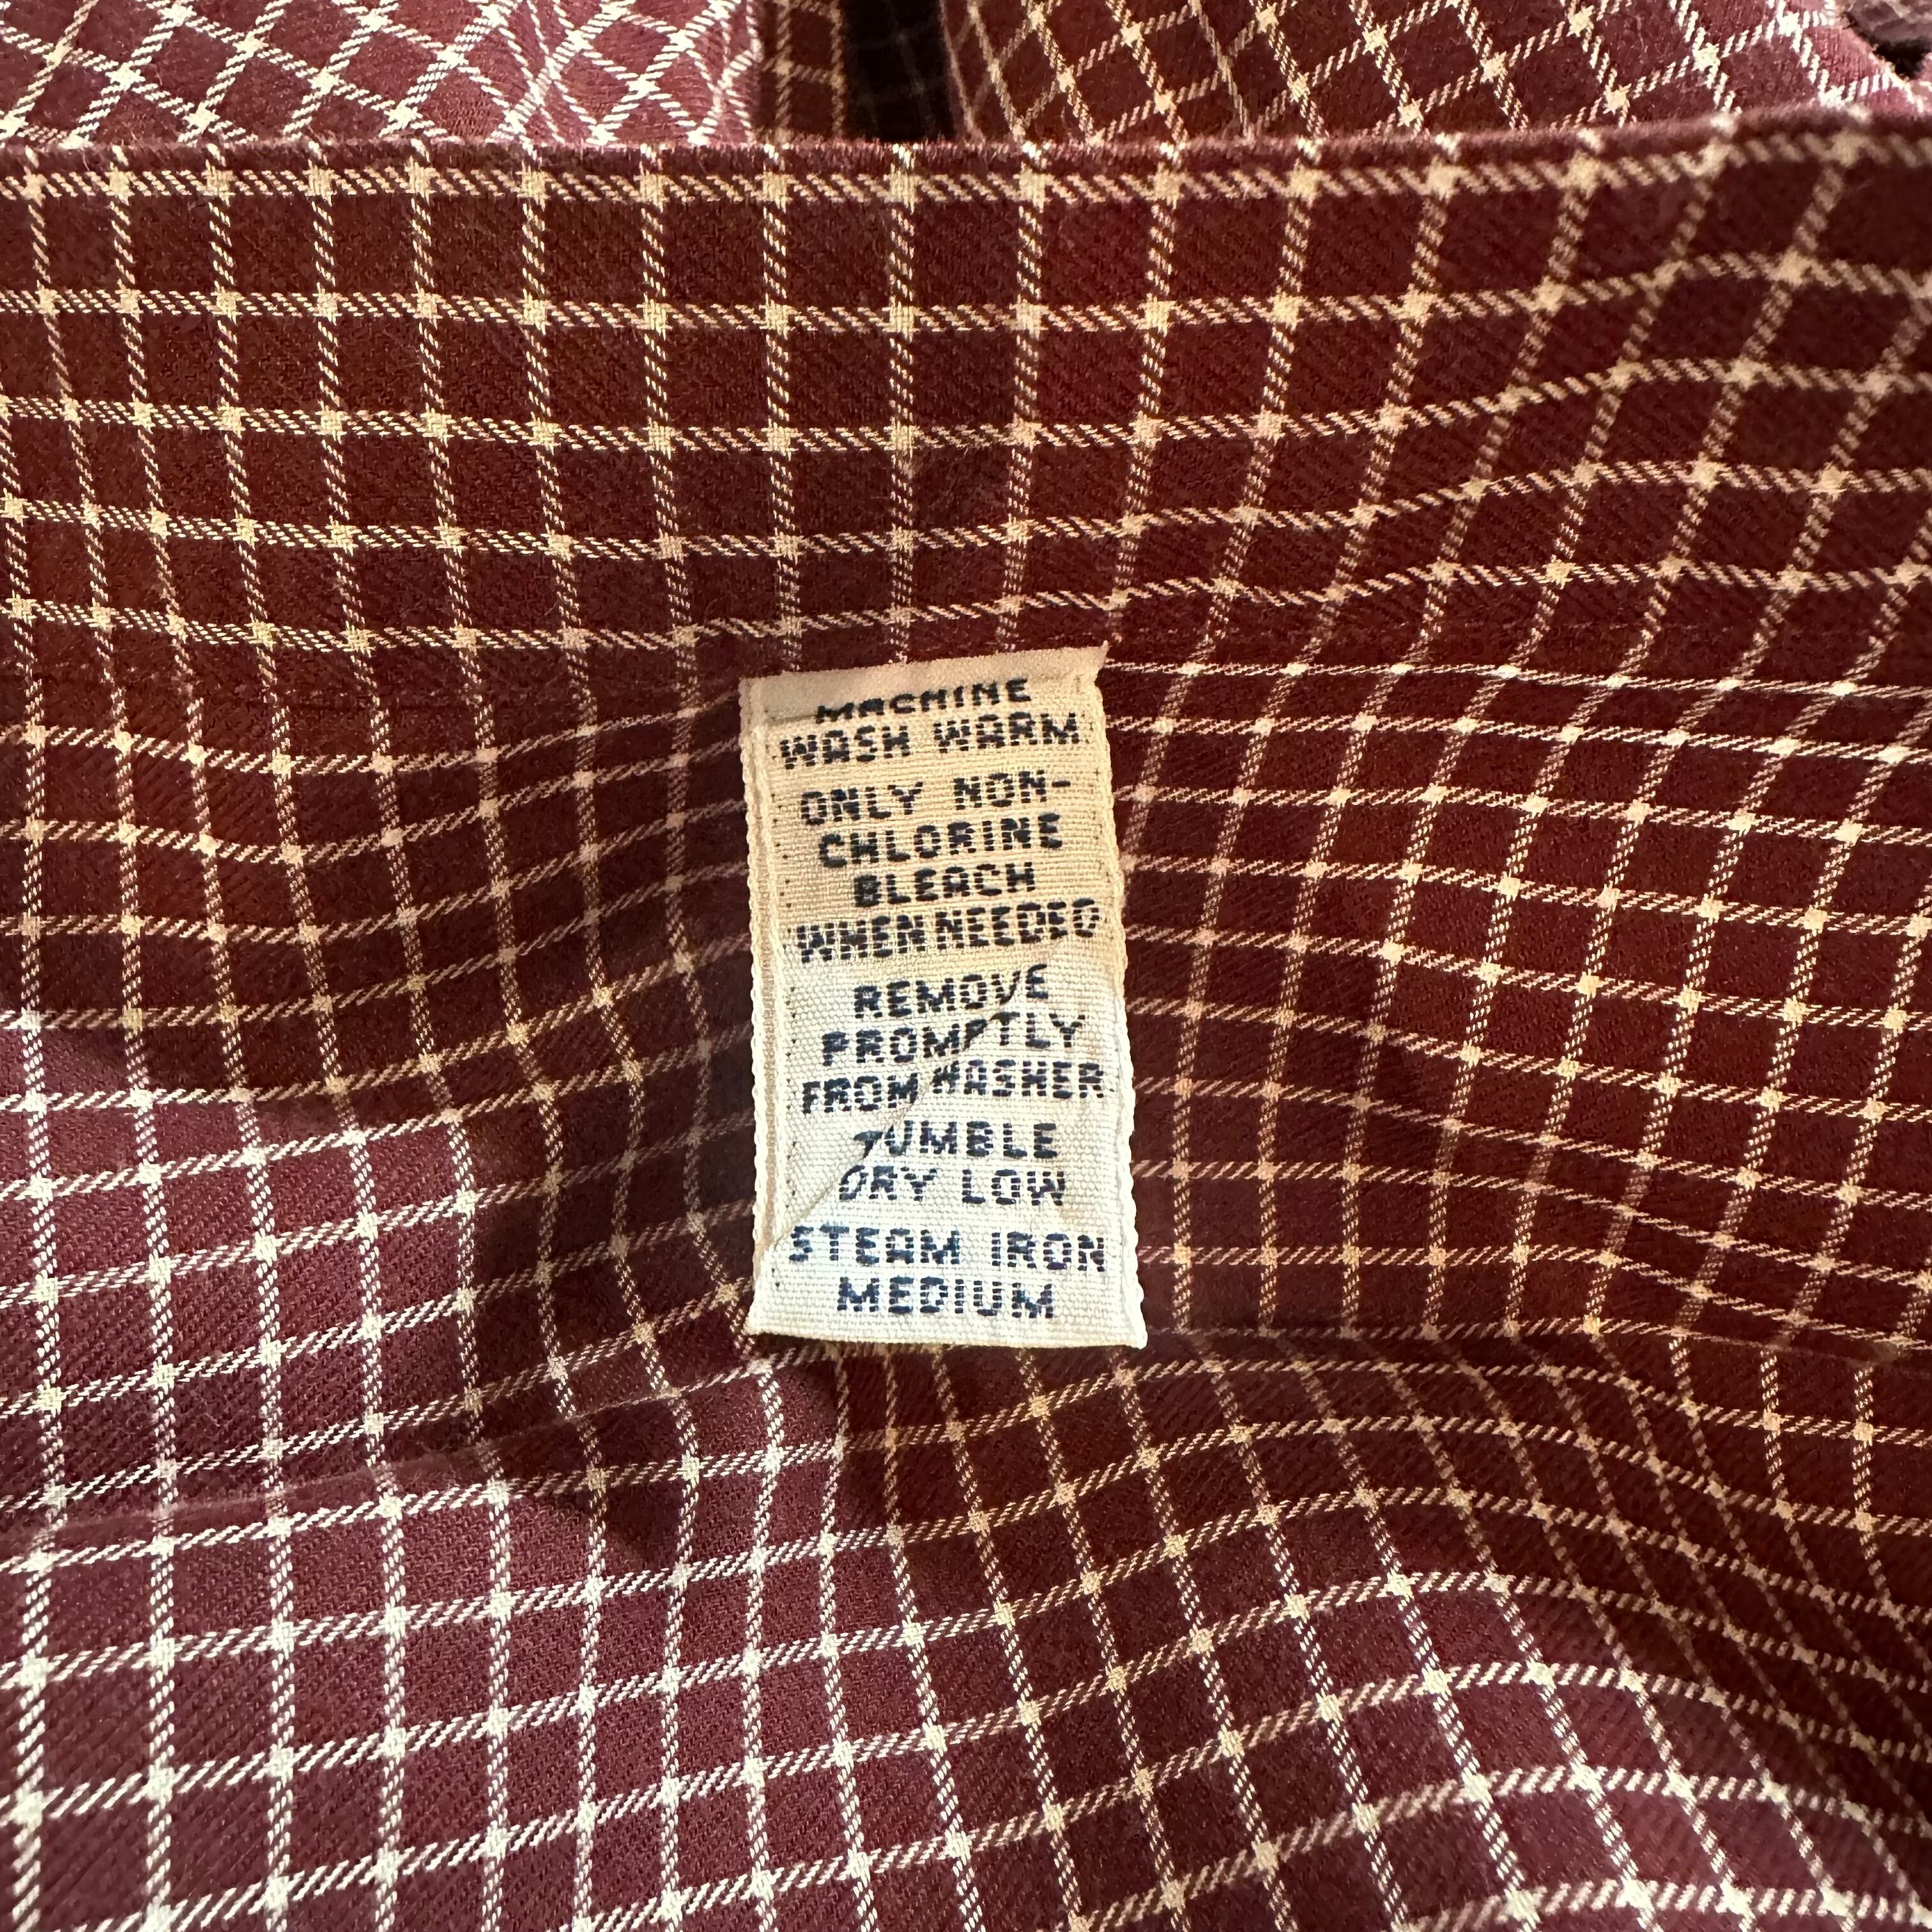 MACHINE
WASH WARM
ONLY NON-
CHLORINE
BLEACH
WHEN NEEDED
REMOVE
PROMPTLY
FROM WASHER
TUMBLE
DRY LOW
STEAM IRON
MEDIUM